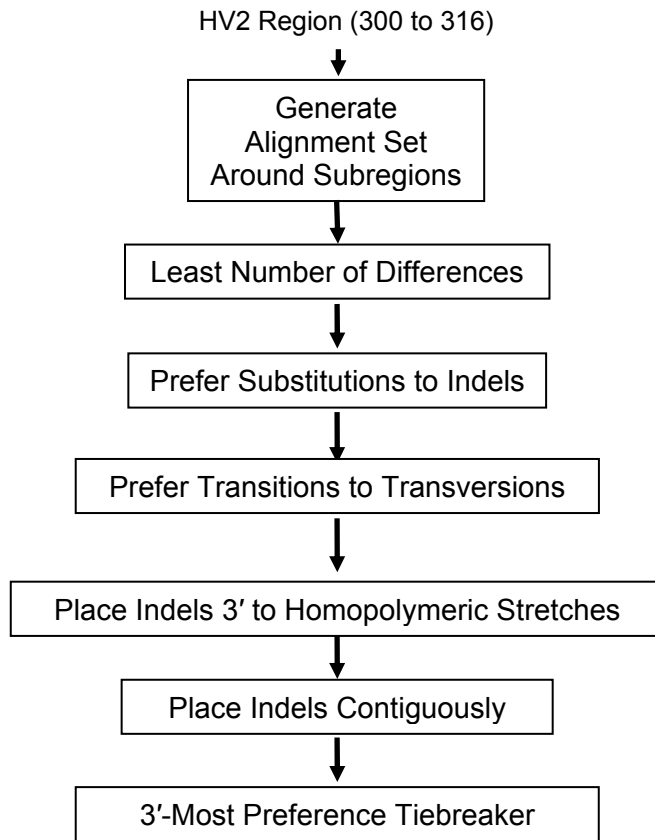 HV2 Region (300 to 316)
Generate
Alignment Set
Around Subregions
Least Number of Differences
Prefer Substitutions to Indels
Prefer Transitions to Transversions
Place Indels 3′ to Homopolymeric Stretches
Place Indels Contiguously
3′-Most Preference Tiebreaker